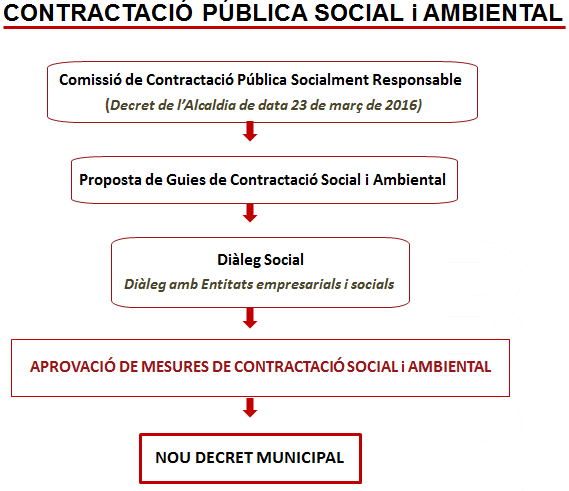 CONTRACTACIÓ PÚBLICA SOCIAL i AMBIENTAL
Comissió de Contractació Pública Socialment Responsable
(Decret de l'Alcaldia de data 23 de març de 2016)
Proposta de Guies de Contractació Social i Ambiental
Diàleg Social
Diàleg amb Entitats empresarials i socials
APROVACIÓ DE MESURES DE CONTRACTACIÓ SOCIAL i AMBIENTAL
NOU DECRET MUNICIPAL